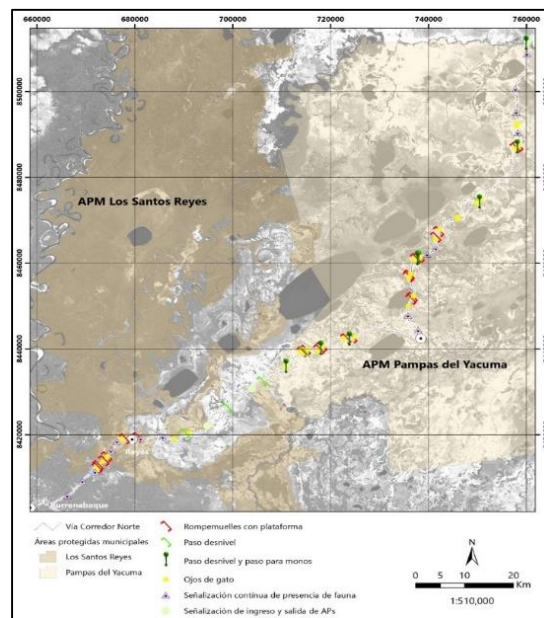 660000 680000 700000 720000 740000 760000
8500000
8480000
APM Los Santos Reyes
8460000
8440000
APM Pampas del Yacuma
8420000
Reyes
Rurrenabaque
Vía Corredor Norte
Áreas protegidas municipales
Los Santos Reyes
Pampas del Yacuma
Rompemuelles con plataforma
Paso desnivel
Paso desnivel y paso para monos
Ojos de gato
Señalización contínua de presencia de fauna
Señalización de ingreso y salida de APs
N
0 5 10 20
Km
1:510,000